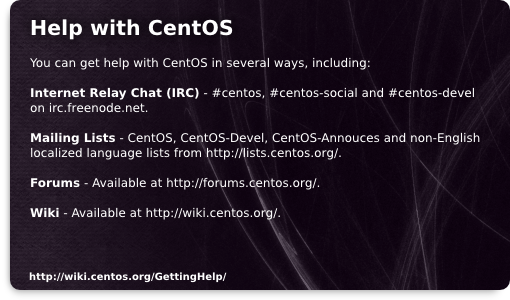 Help with CentOS
You can get help with CentOS in several ways, including:
Internet Relay Chat (IRC) - #centos, #centos-social and #centos-devel
on irc.freenode.net.
Mailing Lists - CentOS, CentOS-Devel, CentOS-Annouces and non-English
localized language lists from http://lists.centos.org/.
Forums - Available at http://forums.centos.org/.
Wiki - Available at http://wiki.centos.org/.
http://wiki.centos.org/GettingHelp/